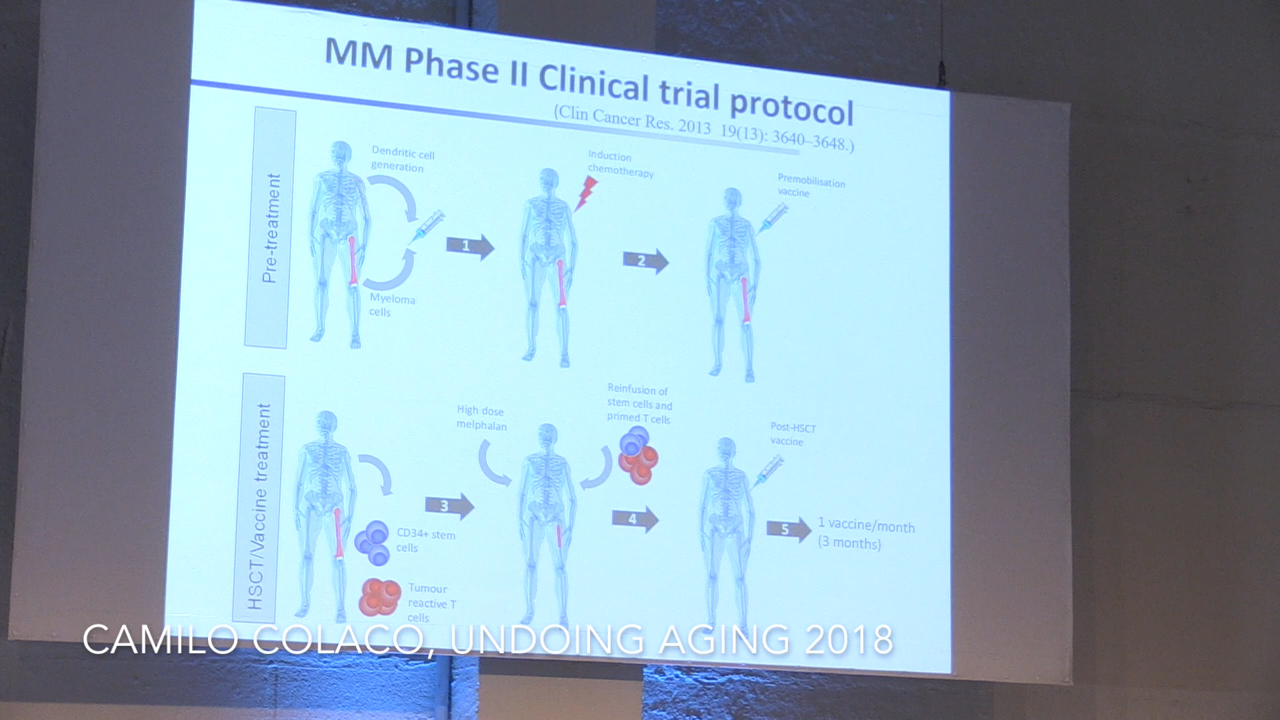 MM Phase II Clinical trial protocol
(Clin Cancer Res. 2013 19(13): 3640–3648.)
Pre-treatment
Dendritic cell
generation
Myeloma
cells
1
Induction
chemotherapy
2
Premobilisation
vaccine
HSCT/Vaccine treatment
CD34+ stem
cells
Tumour
reactive T
cells
3
High dose
melphalan
Reinfusion of
stem cells and
primed T cells
4
Post-HSCT
vaccine
5
1 vaccine/month
(3 months)
CAMILO COLACO, UNDOING AGING 2018